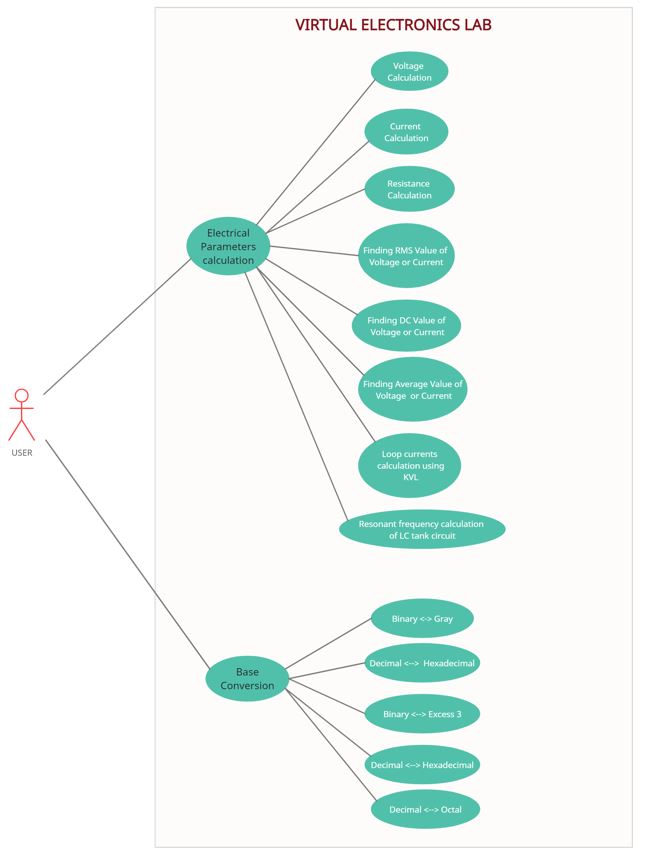 VIRTUAL ELECTRONICS LAB
Voltage
Calculation
Current
Calculation
Resistance
Calculation
Electrical
Parameters
calculation
Finding RMS Value of
Voltage or Current
Finding DC Value of
Voltage or Current
Finding Average Value of
Voltage or Current
USER
Loop currents
calculation using
KVL
Resonant frequency calculation
of LC tank circuit
Binary <-> Gray
Decimal <--> Hexadecimal
Base
Conversion
Binary <--> Excess 3
Decimal <--> Hexadecimal
Decimal <--> Octal